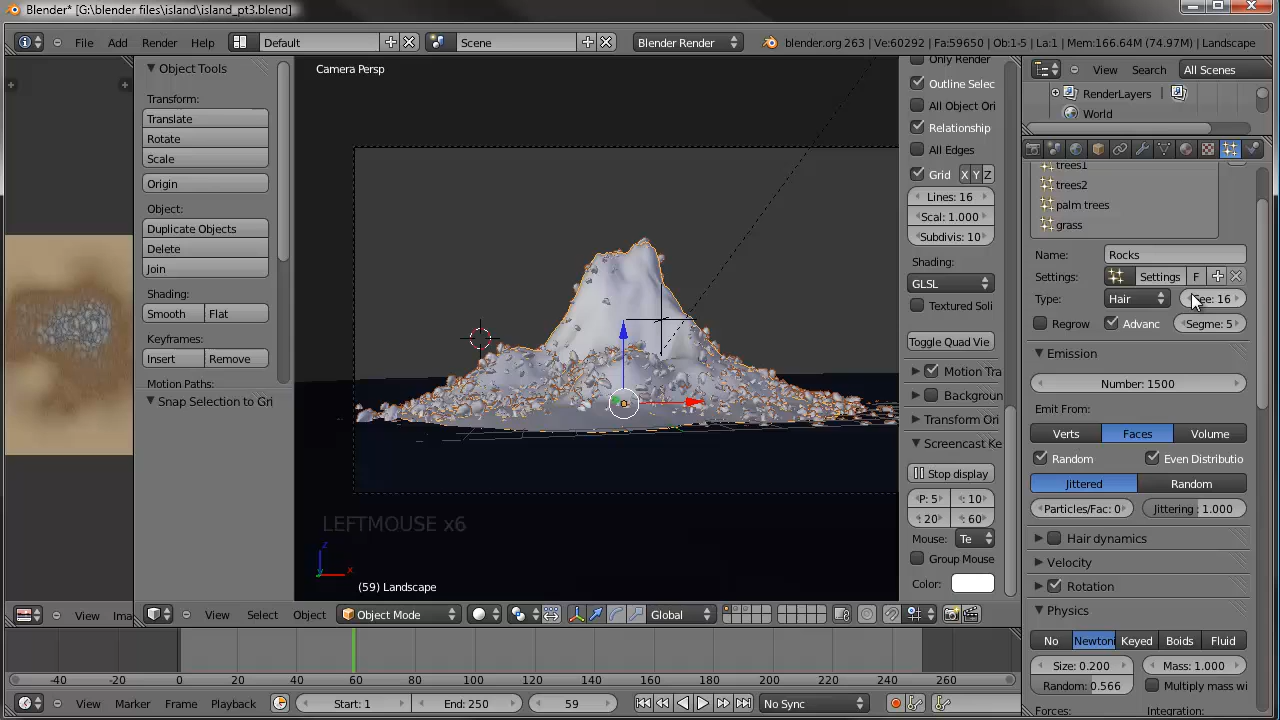 Blender* [G:\blender files\island\island_pt3.blend]
File Add Render Help Default Scene Blender Render blender.org 263 | Ve:60292 | Fa:59650 | Ob:1-5 | La:1 | Mem:166.64M (74.97M) | Landscape
Object Tools
Transform:
Translate
Rotate
Scale
Origin
Object:
Duplicate Objects
Delete
Join
Shading:
Smooth Flat
Keyframes:
Insert Remove
Motion Paths:
Snap Selection to Gri
Camera Persp
LEFTMOUSE x6
z
x
(59) Landscape
Only Render
Outline Selec
All Object Ori
Relationship
All Edges
Grid X Y Z
Lines: 16
Scal: 1.000
Subdivis: 10
Shading:
GLSL
Textured Soli
Toggle Quad Vie
Motion Tra
Backgroun
Transform Ori
Screencast Ke
Stop display
P: 5 : 10
: 20 : 60
Mouse: Te
Group Mouse
Color:
View Search All Scenes
RenderLayers |
World
trees1
trees2
palm trees
grass
Name: Rocks
Settings: Settings F
Type: Hair ee: 16
Regrow Advanc Segme: 5
Emission
Number: 1500
Emit From:
Verts Faces Volume
Random Even Distributio
Jittered Random
Particles/Fac: 0 Jittering: 1.000
Hair dynamics
Velocity
Rotation
Physics
No Newtoni Keyed Boids Fluid
Size: 0.200 Mass: 1.000
Random: 0.566 Multiply mass wi
Forces: Integration:
View Ima
View Select Object Object Mode Global
-40 -20 0 20 40 60 80 100 120 140 160 180 200 220 240 260
View Marker Frame Playback Start: 1 End: 250 59 No Sync